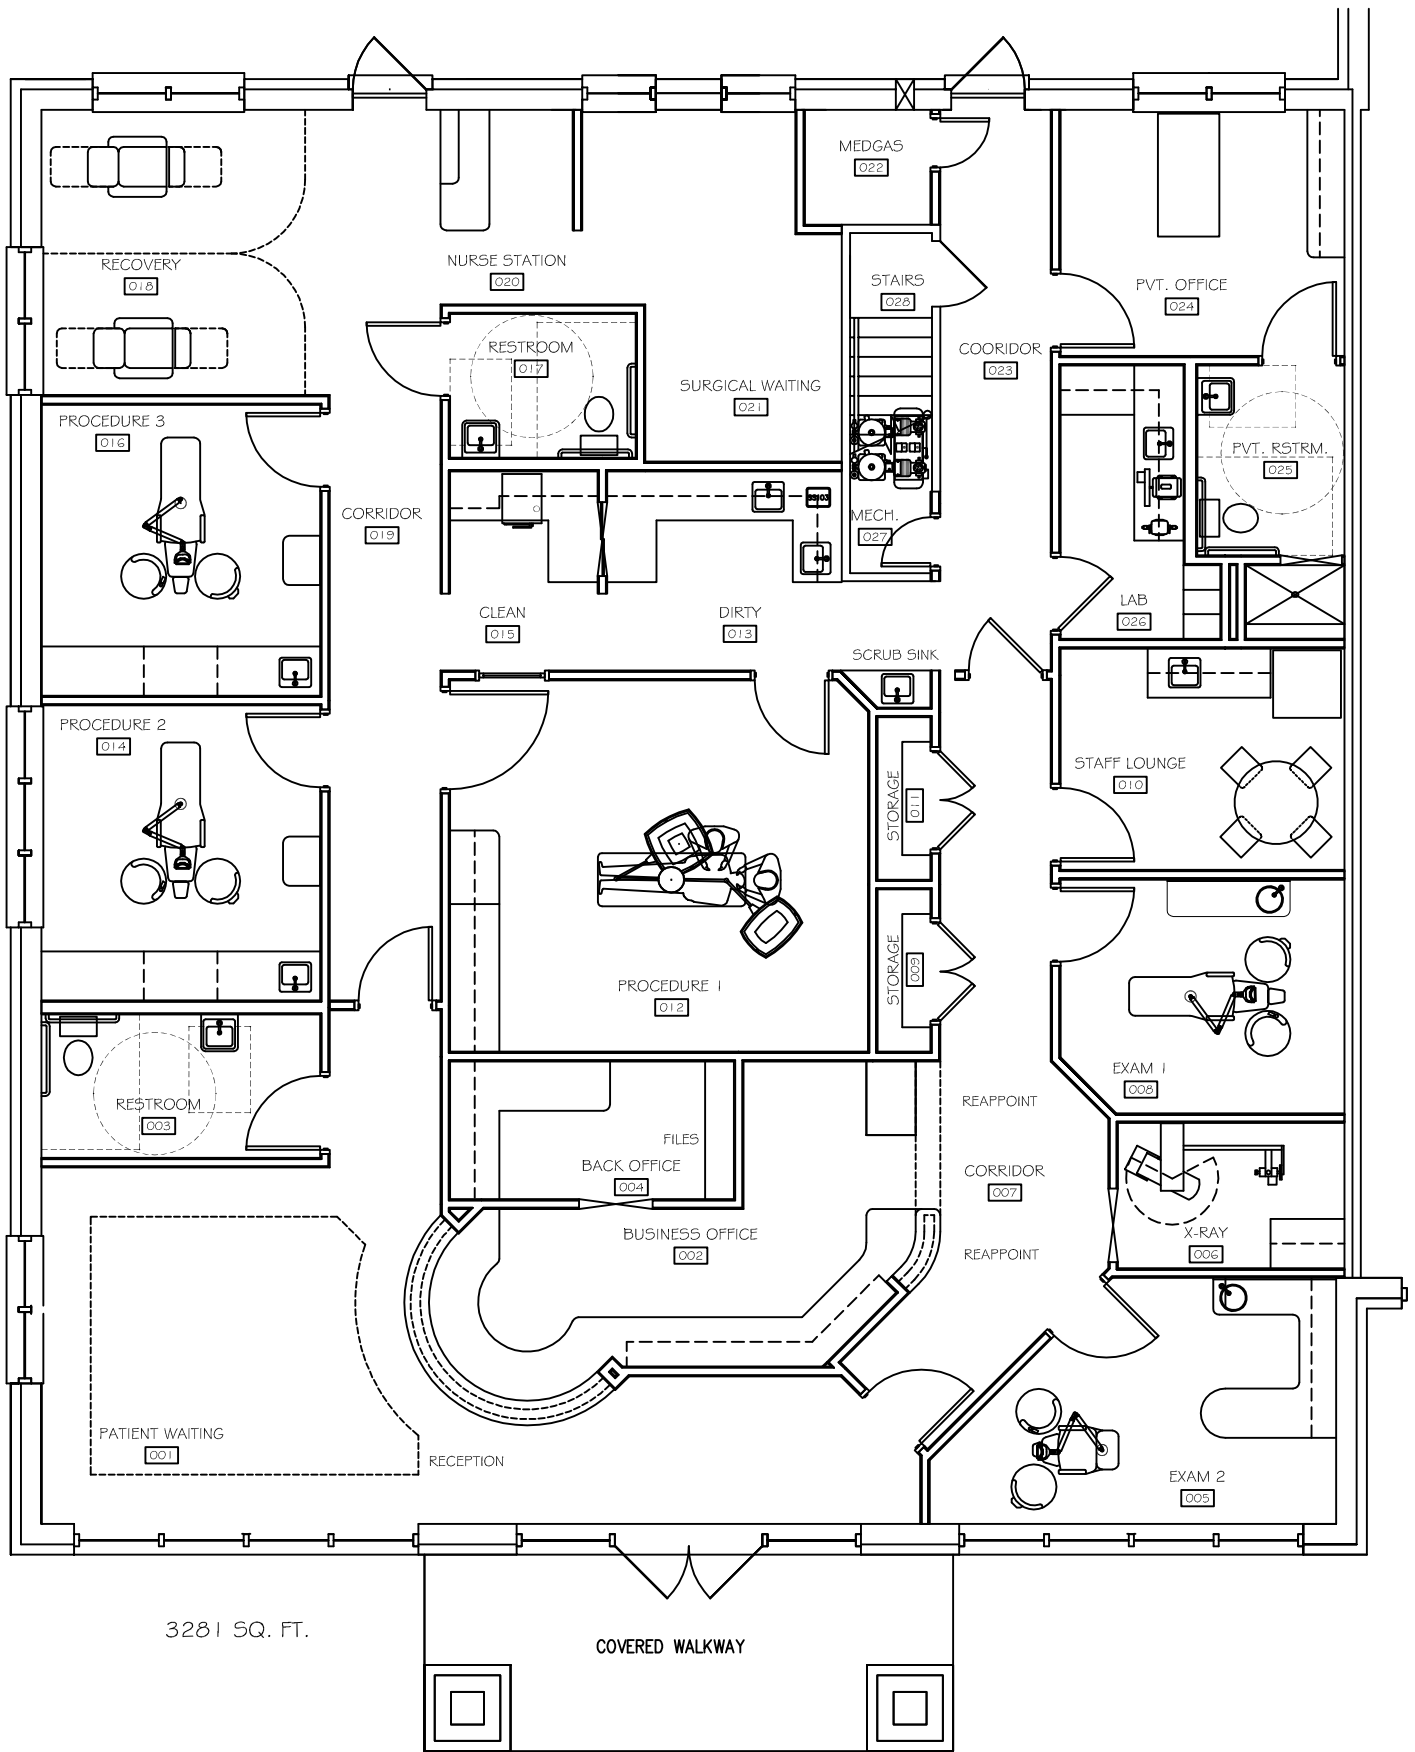 MEDGAS
022
RECOVERY
018
NURSE STATION
020
STAIRS
028
PVT. OFFICE
024
RESTROOM
017
COORIDOR
023
SURGICAL WAITING
021
PROCEDURE 3
016
PVT. RSTRM.
025
CORRIDOR
019
MECH.
027
CLEAN
015
DIRTY
013
LAB
026
SCRUB SINK
PROCEDURE 2
014
STAFF LOUNGE
010
STORAGE
011
STORAGE
009
PROCEDURE 1
012
EXAM 1
008
RESTROOM
003
REAPPOINT
FILES
BACK OFFICE
004
CORRIDOR
007
BUSINESS OFFICE
002
X-RAY
006
REAPPOINT
PATIENT WAITING
001
RECEPTION
EXAM 2
005
3281 SQ. FT.
COVERED WALKWAY